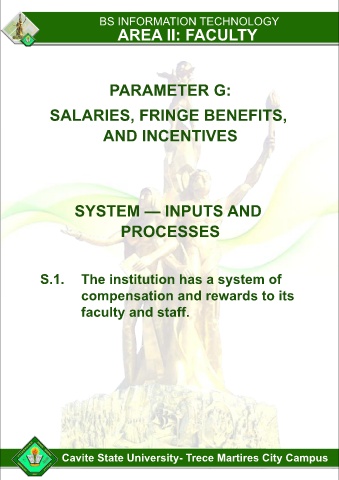 BS INFORMATION TECHNOLOGY
AREA II: FACULTY
PARAMETER G:
SALARIES, FRINGE BENEFITS,
AND INCENTIVES
SYSTEM — INPUTS AND
PROCESSES
S.1. The institution has a system of
compensation and rewards to its
faculty and staff.
Cavite State University- Trece Martires City Campus